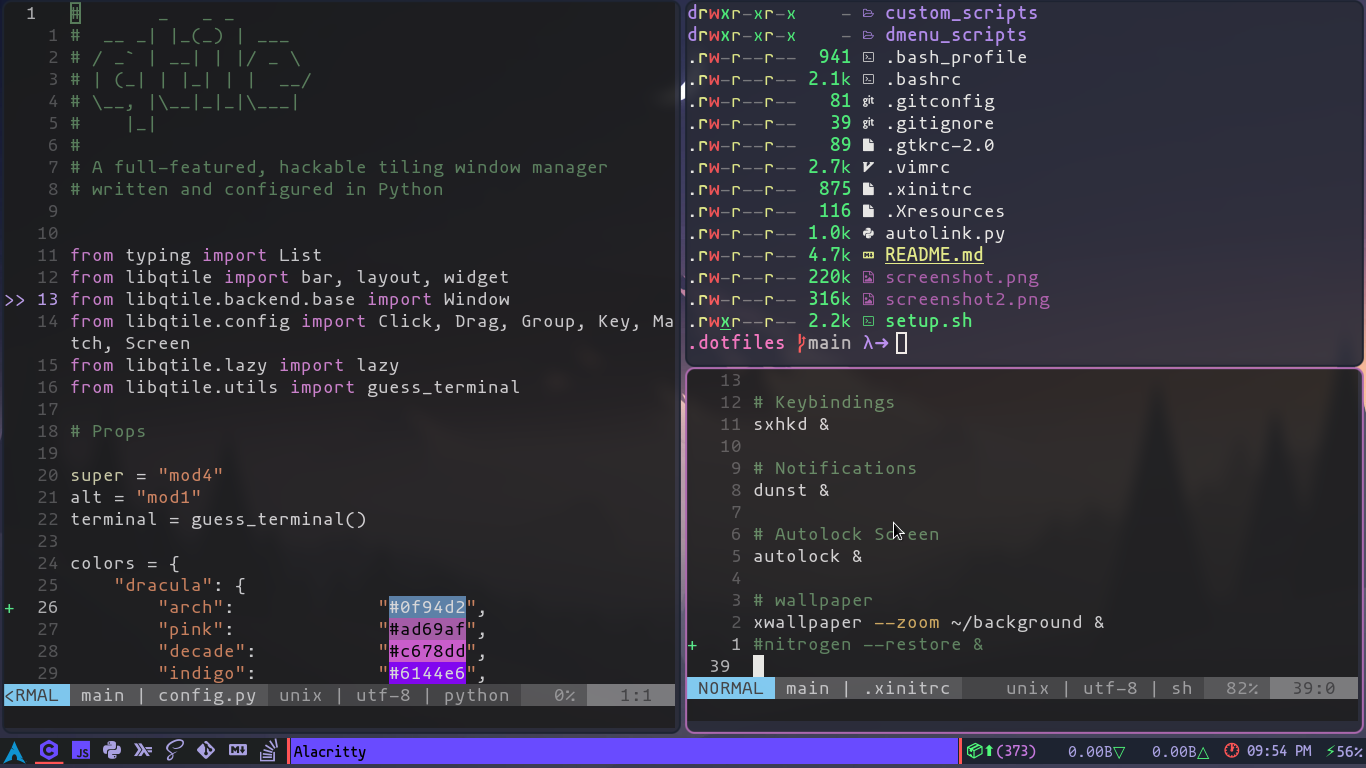 1 #       _   _ _
1 #  __ _| |_(_) | ___
2 # / _` | __| | |/ _ \
3 # | (_| | |_| | |  __/
4 # \__, |\__|_|_|\___|
5 #    |_|
6 #
7 # A full-featured, hackable tiling window manager
8 # written and configured in Python
9
10
11 from typing import List
12 from libqtile import bar, layout, widget
>> 13 from libqtile.backend.base import Window
14 from libqtile.config import Click, Drag, Group, Key, Ma
tch, Screen
15 from libqtile.lazy import lazy
16 from libqtile.utils import guess_terminal
17
18 # Props
19
20 super = "mod4"
21 alt = "mod1"
22 terminal = guess_terminal()
23
24 colors = {
25     "dracula": {
+ 26         "arch":             "#0f94d2",
27         "pink":             "#ad69af",
28         "decade":           "#c678dd",
29         "indigo":           "#6144e6",
<RMAL main | config.py unix | utf-8 | python 0% 1:1
drwxr-xr-x    - custom_scripts
drwxr-xr-x    - dmenu_scripts
.rw-r--r--  941 .bash_profile
.rw-r--r-- 2.1k .bashrc
.rw-r--r--   81 git .gitconfig
.rw-r--r--   39 git .gitignore
.rw-r--r--   89 .gtkrc-2.0
.rw-r--r-- 2.7k .vimrc
.rw-r--r--  875 .xinitrc
.rw-r--r--  116 .Xresources
.rw-r--r-- 1.0k autolink.py
.rw-r--r-- 4.7k README.md
.rw-r--r-- 220k screenshot.png
.rw-r--r-- 316k screenshot2.png
.rwxr--r-- 2.2k setup.sh
.dotfiles main λ→
13
12 # Keybindings
11 sxhkd &
10
9 # Notifications
8 dunst &
7
6 # Autolock Screen
5 autolock &
4
3 # wallpaper
2 xwallpaper --zoom ~/background &
+ 1 #nitrogen --restore &
39
NORMAL main | .xinitrc unix | utf-8 | sh 82% 39:0
JS Alacritty (373) 0.00B▽ 0.00B△ 09:54 PM ⚡56%